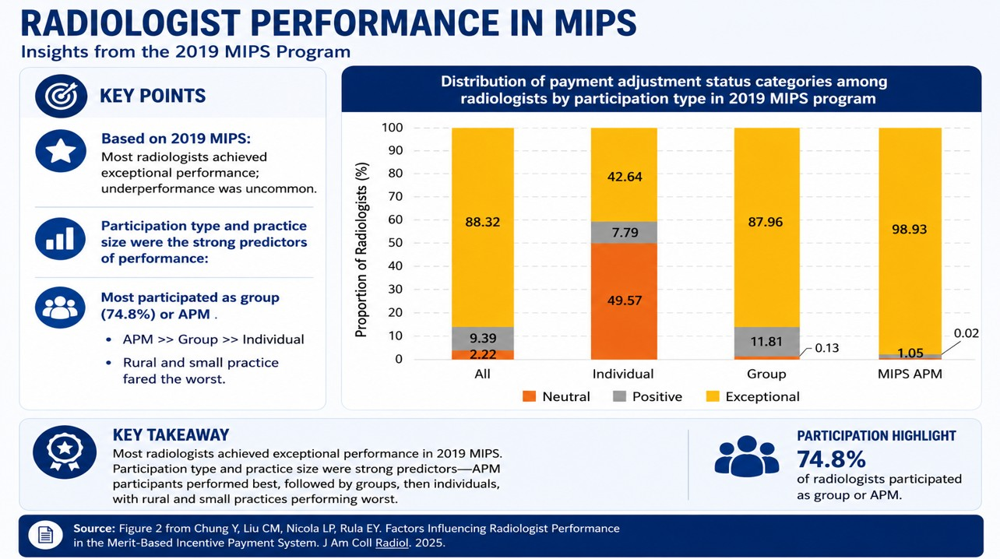 RADIOLOGIST PERFORMANCE IN MIPS
Insights from the 2019 MIPS Program
KEY POINTS
Based on 2019 MIPS:
Most radiologists achieved
exceptional performance;
underperformance was uncommon.
Participation type and practice
size were the strong predictors
of performance:
Most participated as group
(74.8%) or APM .
• APM >> Group >> Individual
• Rural and small practice
fared the worst.
Distribution of payment adjustment status categories among
radiologists by participation type in 2019 MIPS program
Proportion of Radiologists (%)
100
90
80
70
60
50
40
30
20
10
0
88.32
9.39
2.22
42.64
7.79
49.57
87.96
11.81
0.13
98.93
1.05
0.02
All
Individual
Group
MIPS APM
Neutral
Positive
Exceptional
KEY TAKEAWAY
Most radiologists achieved exceptional performance in 2019 MIPS.
Participation type and practice size were strong predictors—APM
participants performed best, followed by groups, then individuals,
with rural and small practices performing worst.
PARTICIPATION HIGHLIGHT
74.8%
of radiologists participated
as group or APM.
Source: Figure 2 from Chung Y, Liu CM, Nicola LP, Rula EY. Factors Influencing Radiologist Performance
in the Merit-Based Incentive Payment System. J Am Coll Radiol. 2025.